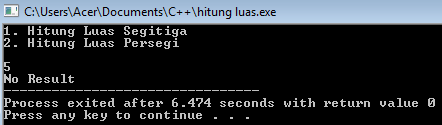 C:\Users\Acer\Documents\C++\hitung luas.exe
1. Hitung Luas Segitiga
2. Hitung Luas Persegi
5
No Result
--------------------------------
Process exited after 6.474 seconds with return value 0
Press any key to continue . . .